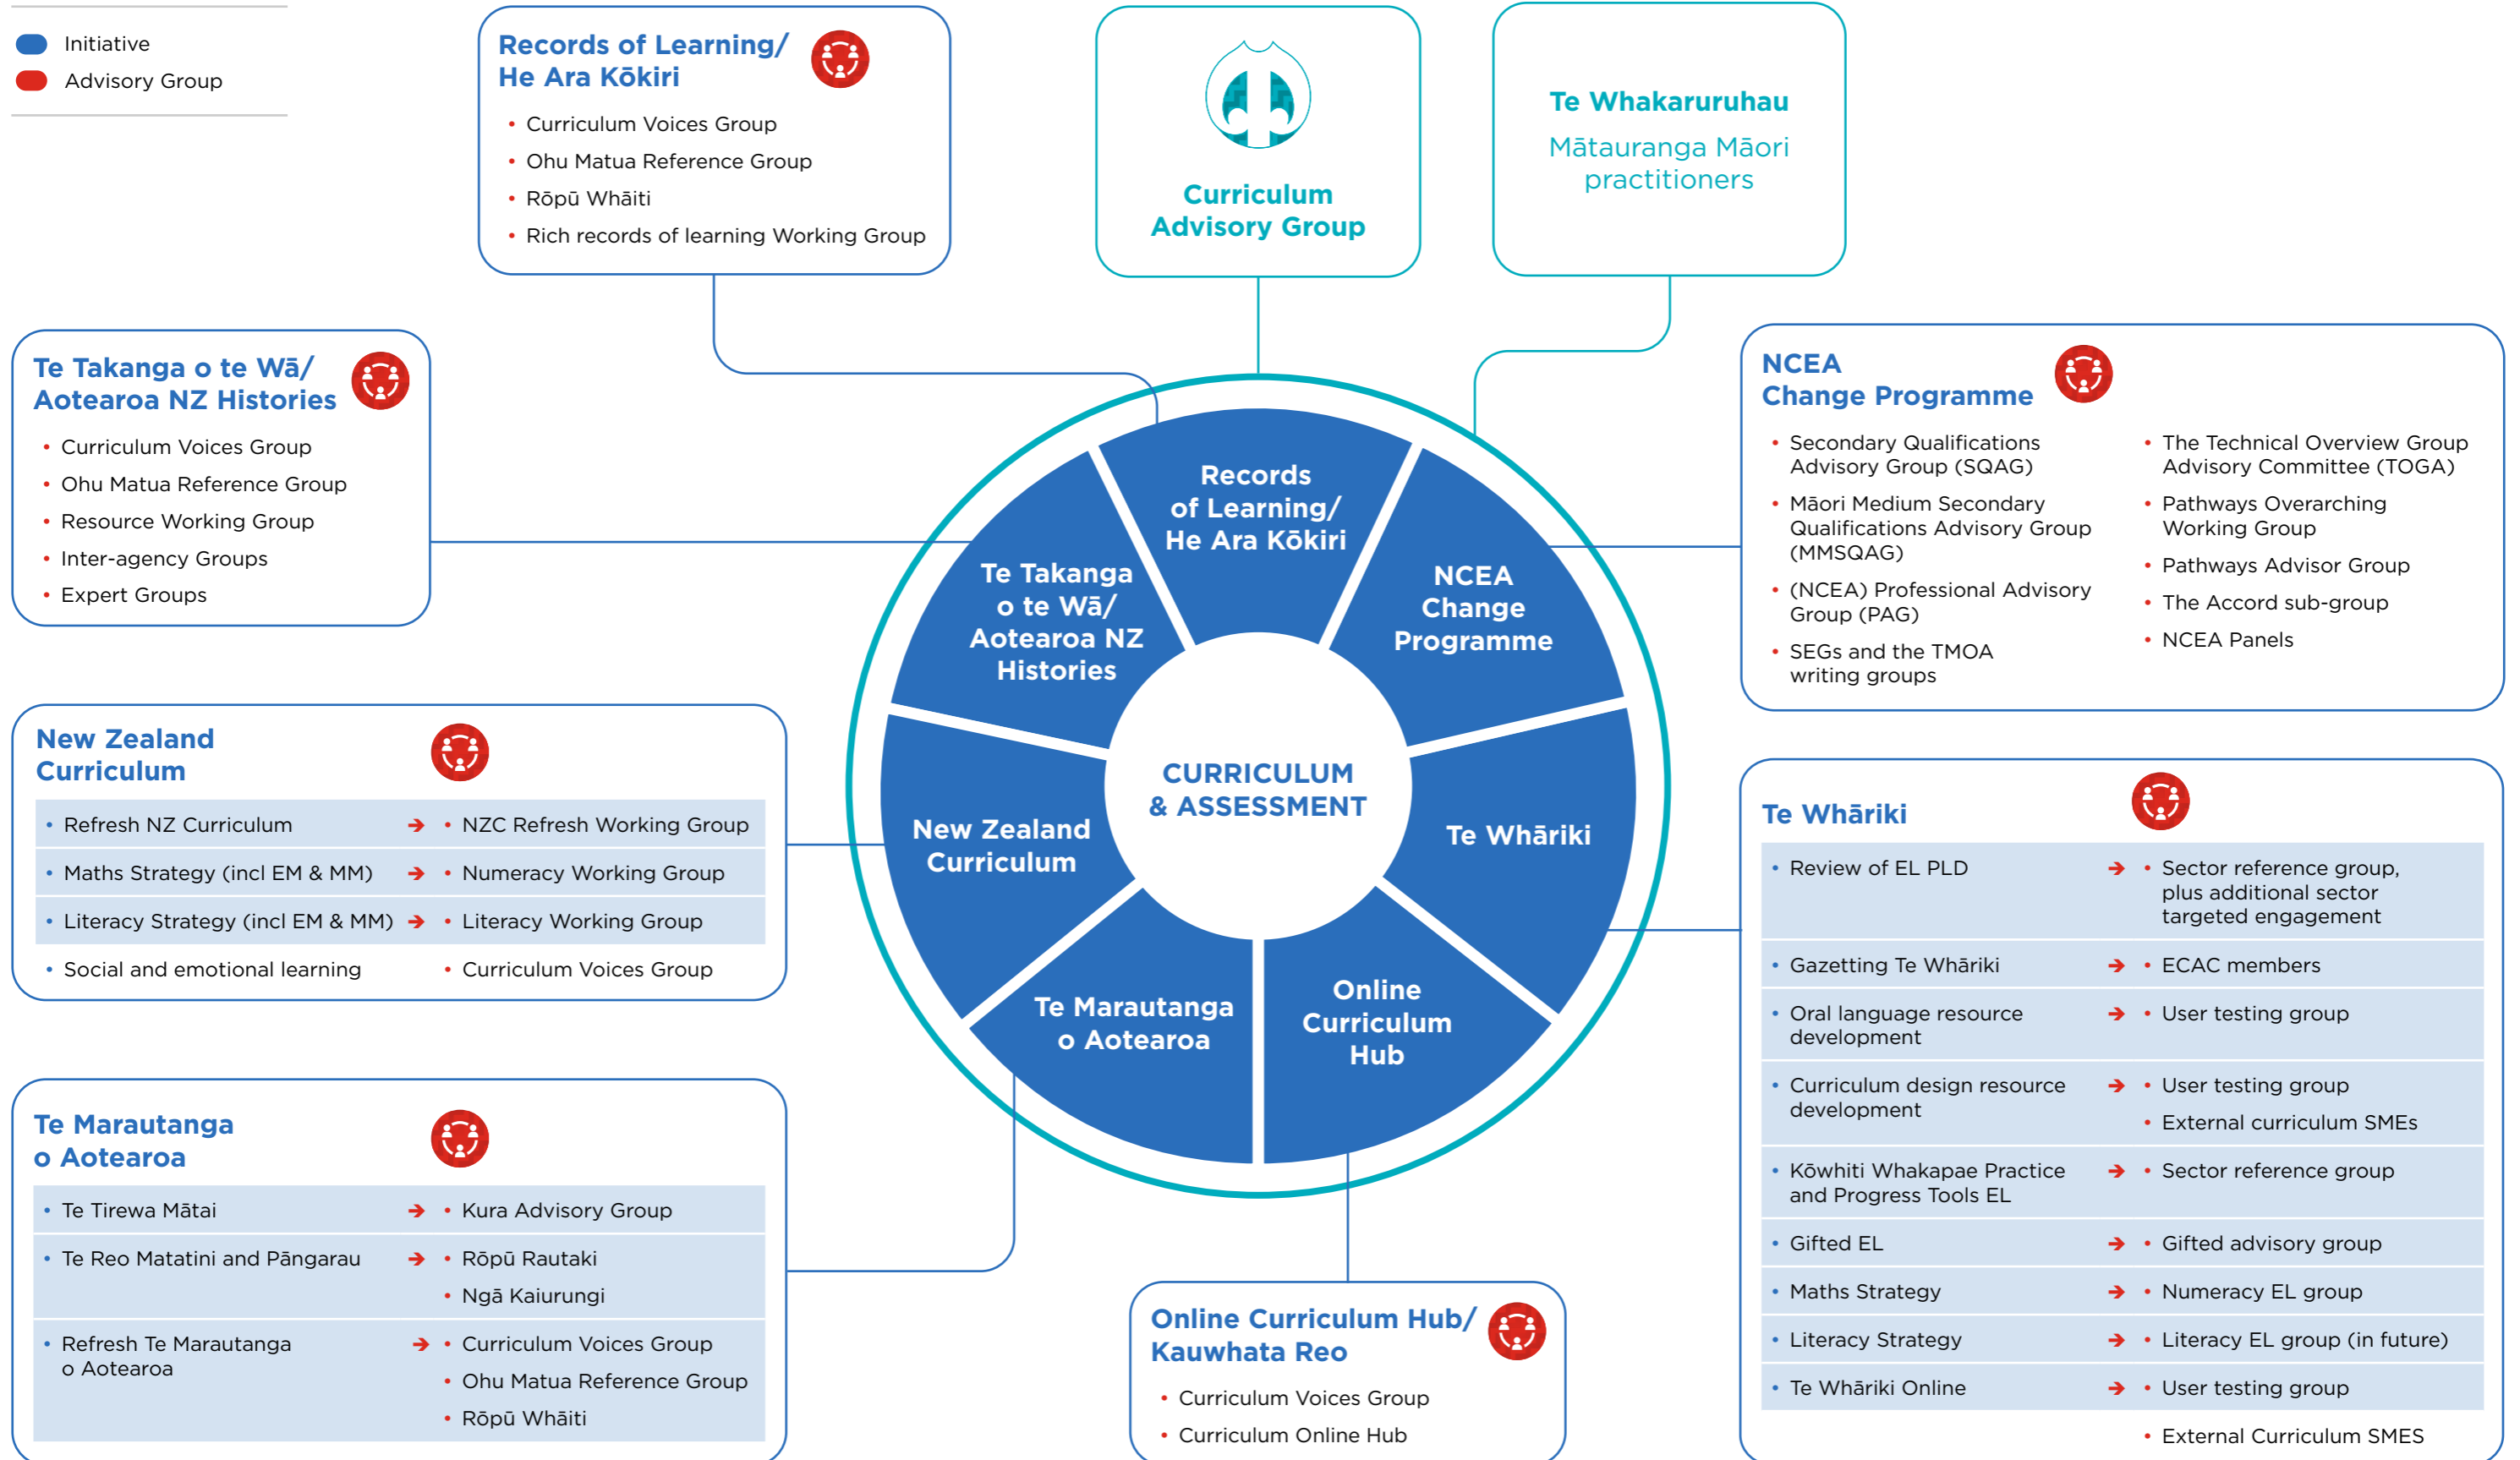 Initiative
Advisory Group
Records of Learning/
He Ara Kōkiri
• Curriculum Voices Group
• Ohu Matua Reference Group
• Rōpū Whāiti
• Rich records of learning Working Group
Curriculum
Advisory Group
Te Whakaruruhau
Mātauranga Māori
practitioners
Te Takanga o te Wā/
Aotearoa NZ Histories
• Curriculum Voices Group
• Ohu Matua Reference Group
• Resource Working Group
• Inter-agency Groups
• Expert Groups
NCEA
Change Programme
• Secondary Qualifications
Advisory Group (SQAG)
• Māori Medium Secondary
Qualifications Advisory Group
(MMSQAG)
• (NCEA) Professional Advisory
Group (PAG)
• SEGs and the TMOA
writing groups
• The Technical Overview Group
Advisory Committee (TOGA)
• Pathways Overarching
Working Group
• Pathways Advisor Group
• The Accord sub-group
• NCEA Panels
Records
of Learning/
He Ara Kōkiri
NCEA
Change
Programme
Te Whāriki
Online
Curriculum
Hub
Te Marautanga
o Aotearoa
New Zealand
Curriculum
Te Takanga
o te Wā/
Aotearoa NZ
Histories
CURRICULUM
& ASSESSMENT
New Zealand
Curriculum
• Refresh NZ Curriculum ➔ • NZC Refresh Working Group
• Maths Strategy (incl EM & MM) ➔ • Numeracy Working Group
• Literacy Strategy (incl EM & MM) ➔ • Literacy Working Group
• Social and emotional learning • Curriculum Voices Group
Te Whāriki
• Review of EL PLD ➔ • Sector reference group,
plus additional sector
targeted engagement
• Gazetting Te Whāriki ➔ • ECAC members
• Oral language resource ➔ • User testing group
development
• Curriculum design resource ➔ • User testing group
development
• External curriculum SMEs
• Kōwhiti Whakapae Practice ➔ • Sector reference group
and Progress Tools EL
• Gifted EL ➔ • Gifted advisory group
• Maths Strategy ➔ • Numeracy EL group
• Literacy Strategy ➔ • Literacy EL group (in future)
• Te Whāriki Online ➔ • User testing group
• External Curriculum SMES
Te Marautanga
o Aotearoa
• Te Tirewa Mātai ➔ • Kura Advisory Group
• Te Reo Matatini and Pāngarau ➔ • Rōpū Rautaki
• Ngā Kaiurungi
• Refresh Te Marautanga ➔ • Curriculum Voices Group
o Aotearoa
• Ohu Matua Reference Group
• Rōpū Whāiti
Online Curriculum Hub/
Kauwhata Reo
• Curriculum Voices Group
• Curriculum Online Hub